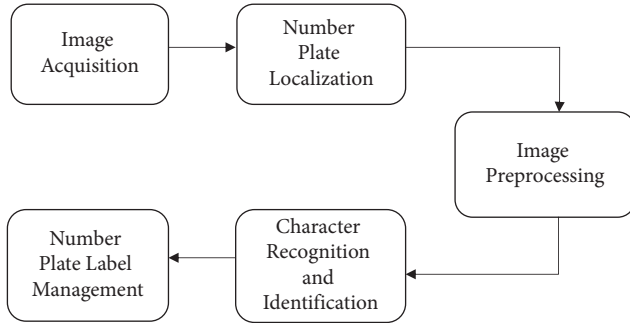 Image
Acquisition
Number
Plate
Localization
Image
Preprocessing
Character
Recognition
and
Identification
Number
Plate Label
Management